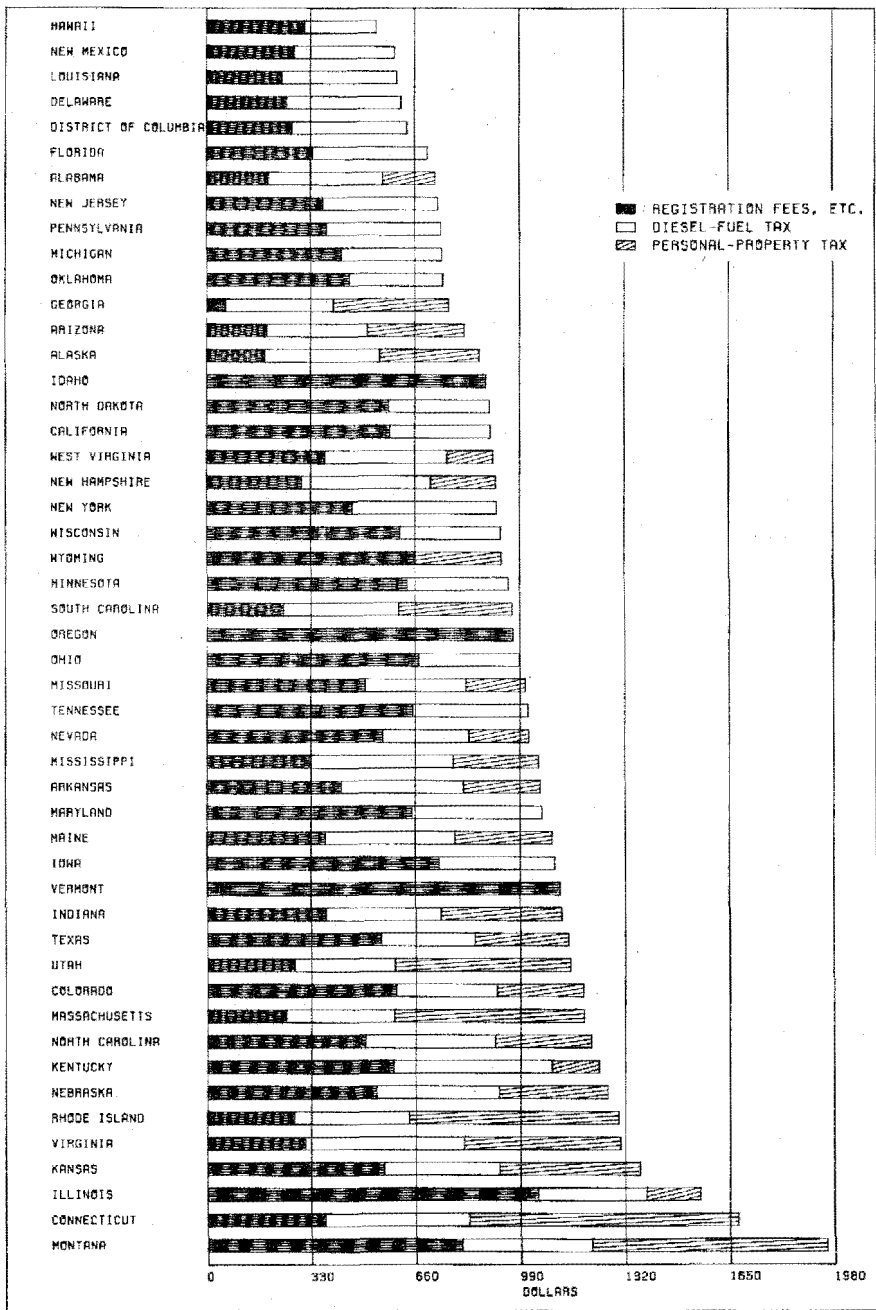 HAWAII
NEW MEXICO
LOUISIANA
DELAWARE
DISTRICT OF COLUMBIA
FLORIDA
ALABAMA
NEW JERSEY
PENNSYLVANIA
MICHIGAN
OKLAHOMA
GEORGIA
ARIZONA
ALASKA
IDAHO
NORTH DAKOTA
CALIFORNIA
WEST VIRGINIA
NEW HAMPSHIRE
NEW YORK
WISCONSIN
WYOMING
MINNESOTA
SOUTH CAROLINA
OREGON
OHIO
MISSOURI
TENNESSEE
NEVADA
MISSISSIPPI
ARKANSAS
MARYLAND
MAINE
IOWA
VERMONT
INDIANA
TEXAS
UTAH
COLORADO
MASSACHUSETTS
NORTH CAROLINA
KENTUCKY
NEBRASKA
RHODE ISLAND
VIRGINIA
KANSAS
ILLINOIS
CONNECTICUT
MONTANA
REGISTRATION FEES, ETC.
DIESEL-FUEL TAX
PERSONAL-PROPERTY TAX
0 330 660 990 1320 1650 1980
DOLLARS